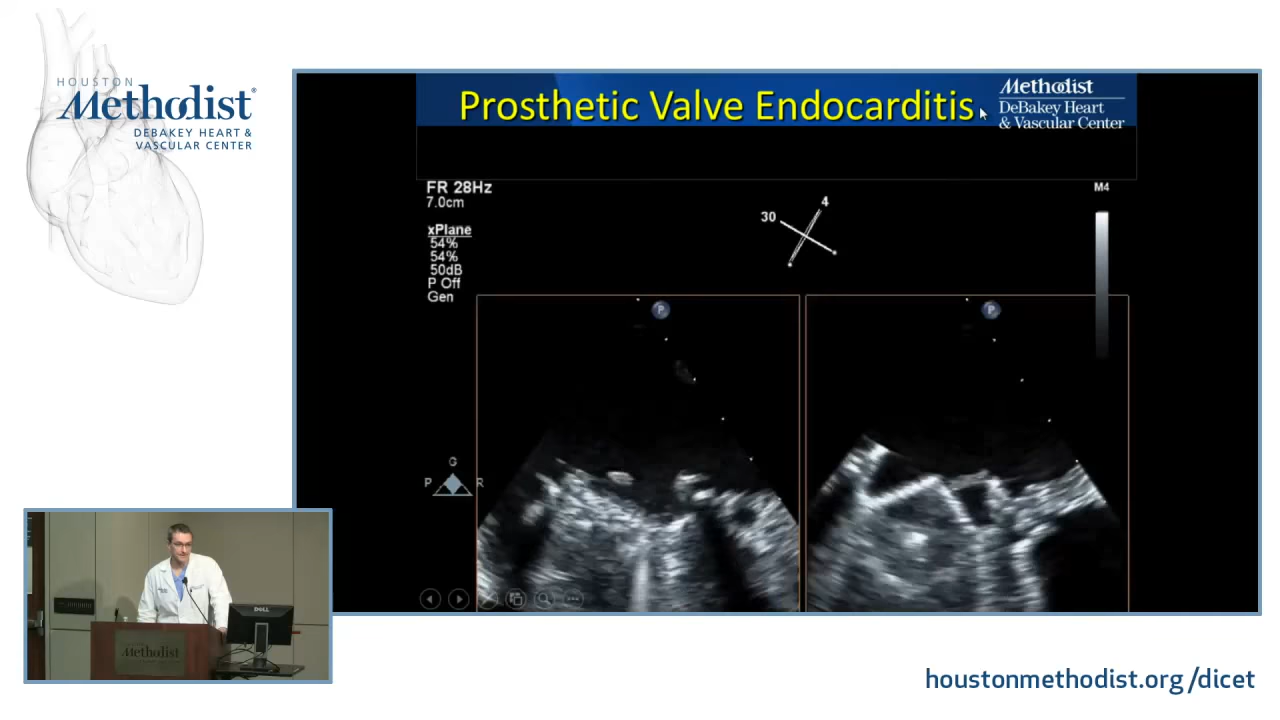 HOUSTON
Methodist®
DEBAKEY HEART &
VASCULAR CENTER
Prosthetic Valve Endocarditis
Methodist
DeBakey Heart
& Vascular Center
FR 28Hz
7.0cm
xPlane
54%
54%
50dB
P Off
Gen
30
4
M4
P
P
G
P
R
DELL
Methodist
houstonmethodist.org/dicet